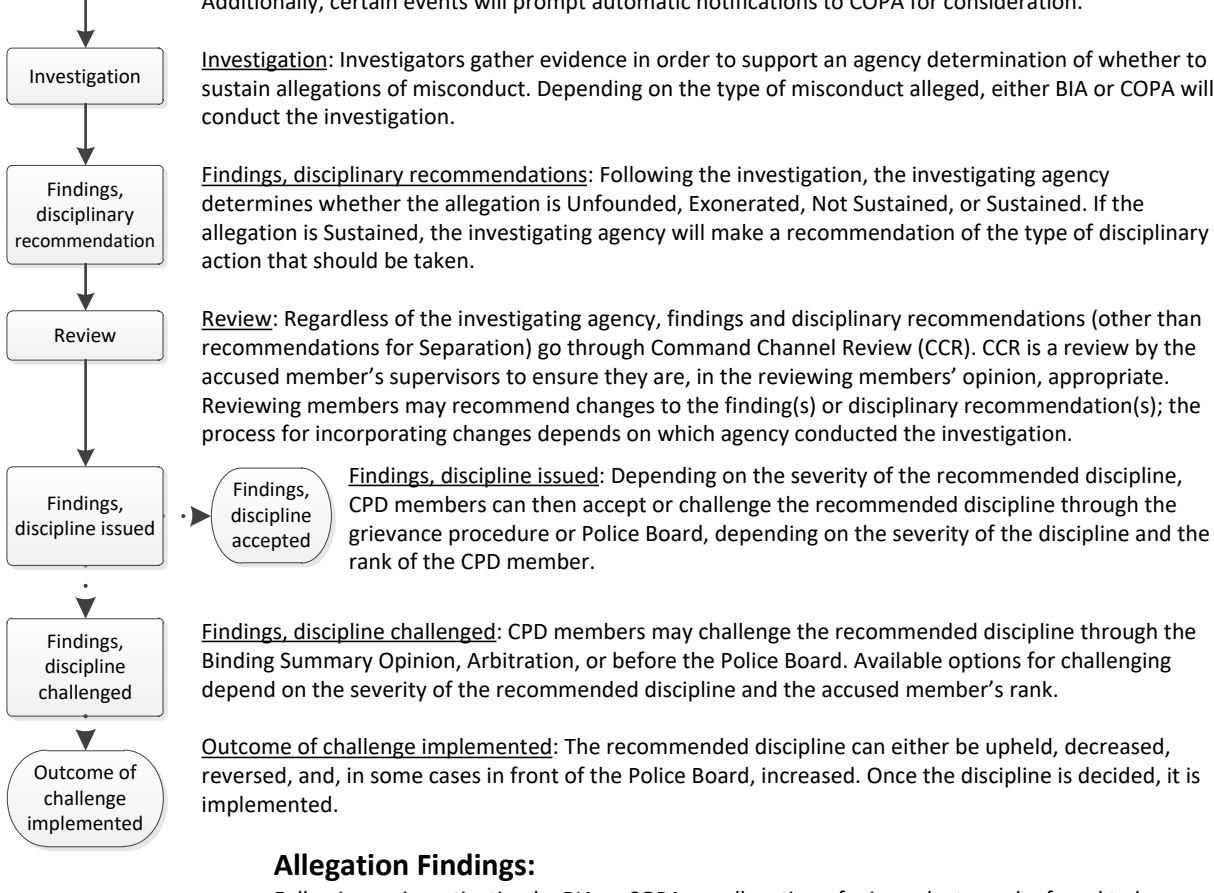 Additionally, certain events will prompt automatic notifications to COPA for consideration.
Investigation
Investigation: Investigators gather evidence in order to support an agency determination of whether to
sustain allegations of misconduct. Depending on the type of misconduct alleged, either BIA or COPA will
conduct the investigation.
Findings,
disciplinary
recommendation
Findings, disciplinary recommendations: Following the investigation, the investigating agency
determines whether the allegation is Unfounded, Exonerated, Not Sustained, or Sustained. If the
allegation is Sustained, the investigating agency will make a recommendation of the type of disciplinary
action that should be taken.
Review
Review: Regardless of the investigating agency, findings and disciplinary recommendations (other than
recommendations for Separation) go through Command Channel Review (CCR). CCR is a review by the
accused member’s supervisors to ensure they are, in the reviewing members’ opinion, appropriate.
Reviewing members may recommend changes to the finding(s) or disciplinary recommendation(s); the
process for incorporating changes depends on which agency conducted the investigation.
Findings,
discipline issued
Findings,
discipline
accepted
Findings, discipline issued: Depending on the severity of the recommended discipline,
CPD members can then accept or challenge the recommended discipline through the
grievance procedure or Police Board, depending on the severity of the discipline and the
rank of the CPD member.
Findings,
discipline
challenged
Findings, discipline challenged: CPD members may challenge the recommended discipline through the
Binding Summary Opinion, Arbitration, or before the Police Board. Available options for challenging
depend on the severity of the recommended discipline and the accused member’s rank.
Outcome of
challenge
implemented
Outcome of challenge implemented: The recommended discipline can either be upheld, decreased,
reversed, and, in some cases in front of the Police Board, increased. Once the discipline is decided, it is
implemented.
Allegation Findings: